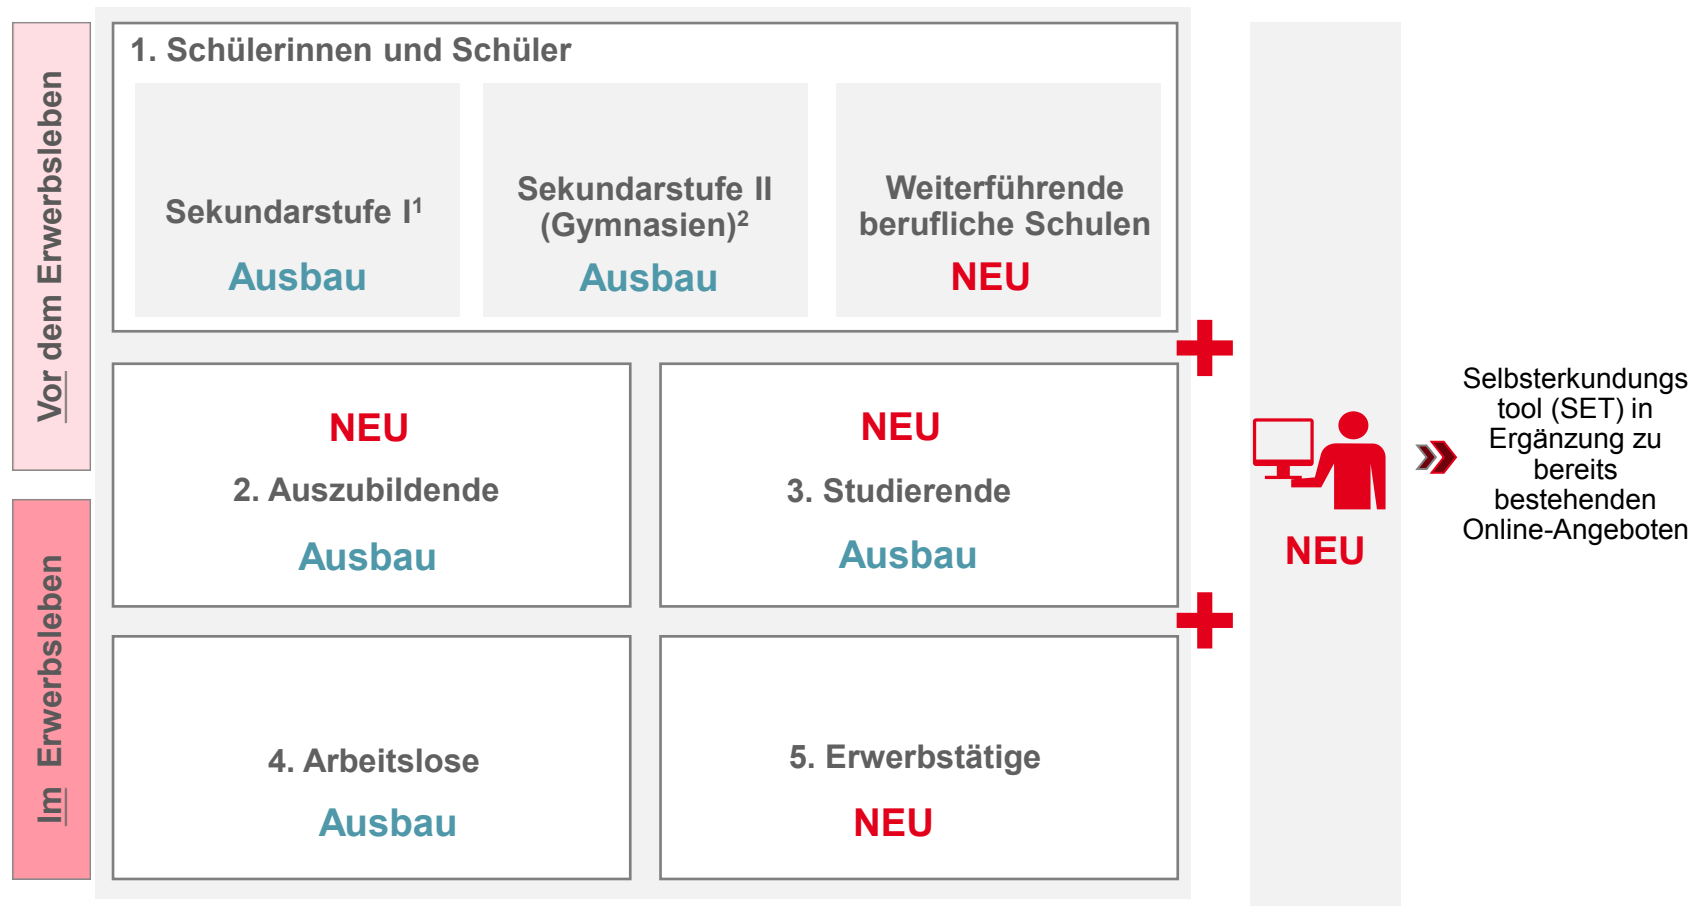 Vor dem Erwerbsleben
1. Schülerinnen und Schüler
Sekundarstufe I¹
Ausbau
Sekundarstufe II
(Gymnasien)²
Ausbau
Weiterführende
berufliche Schulen
NEU
NEU
2. Auszubildende
Ausbau
NEU
3. Studierende
Ausbau
Im Erwerbsleben
4. Arbeitslose
Ausbau
5. Erwerbstätige
NEU
NEU
Selbsterkundungs
tool (SET) in
Ergänzung zu
bereits
bestehenden
Online-Angeboten